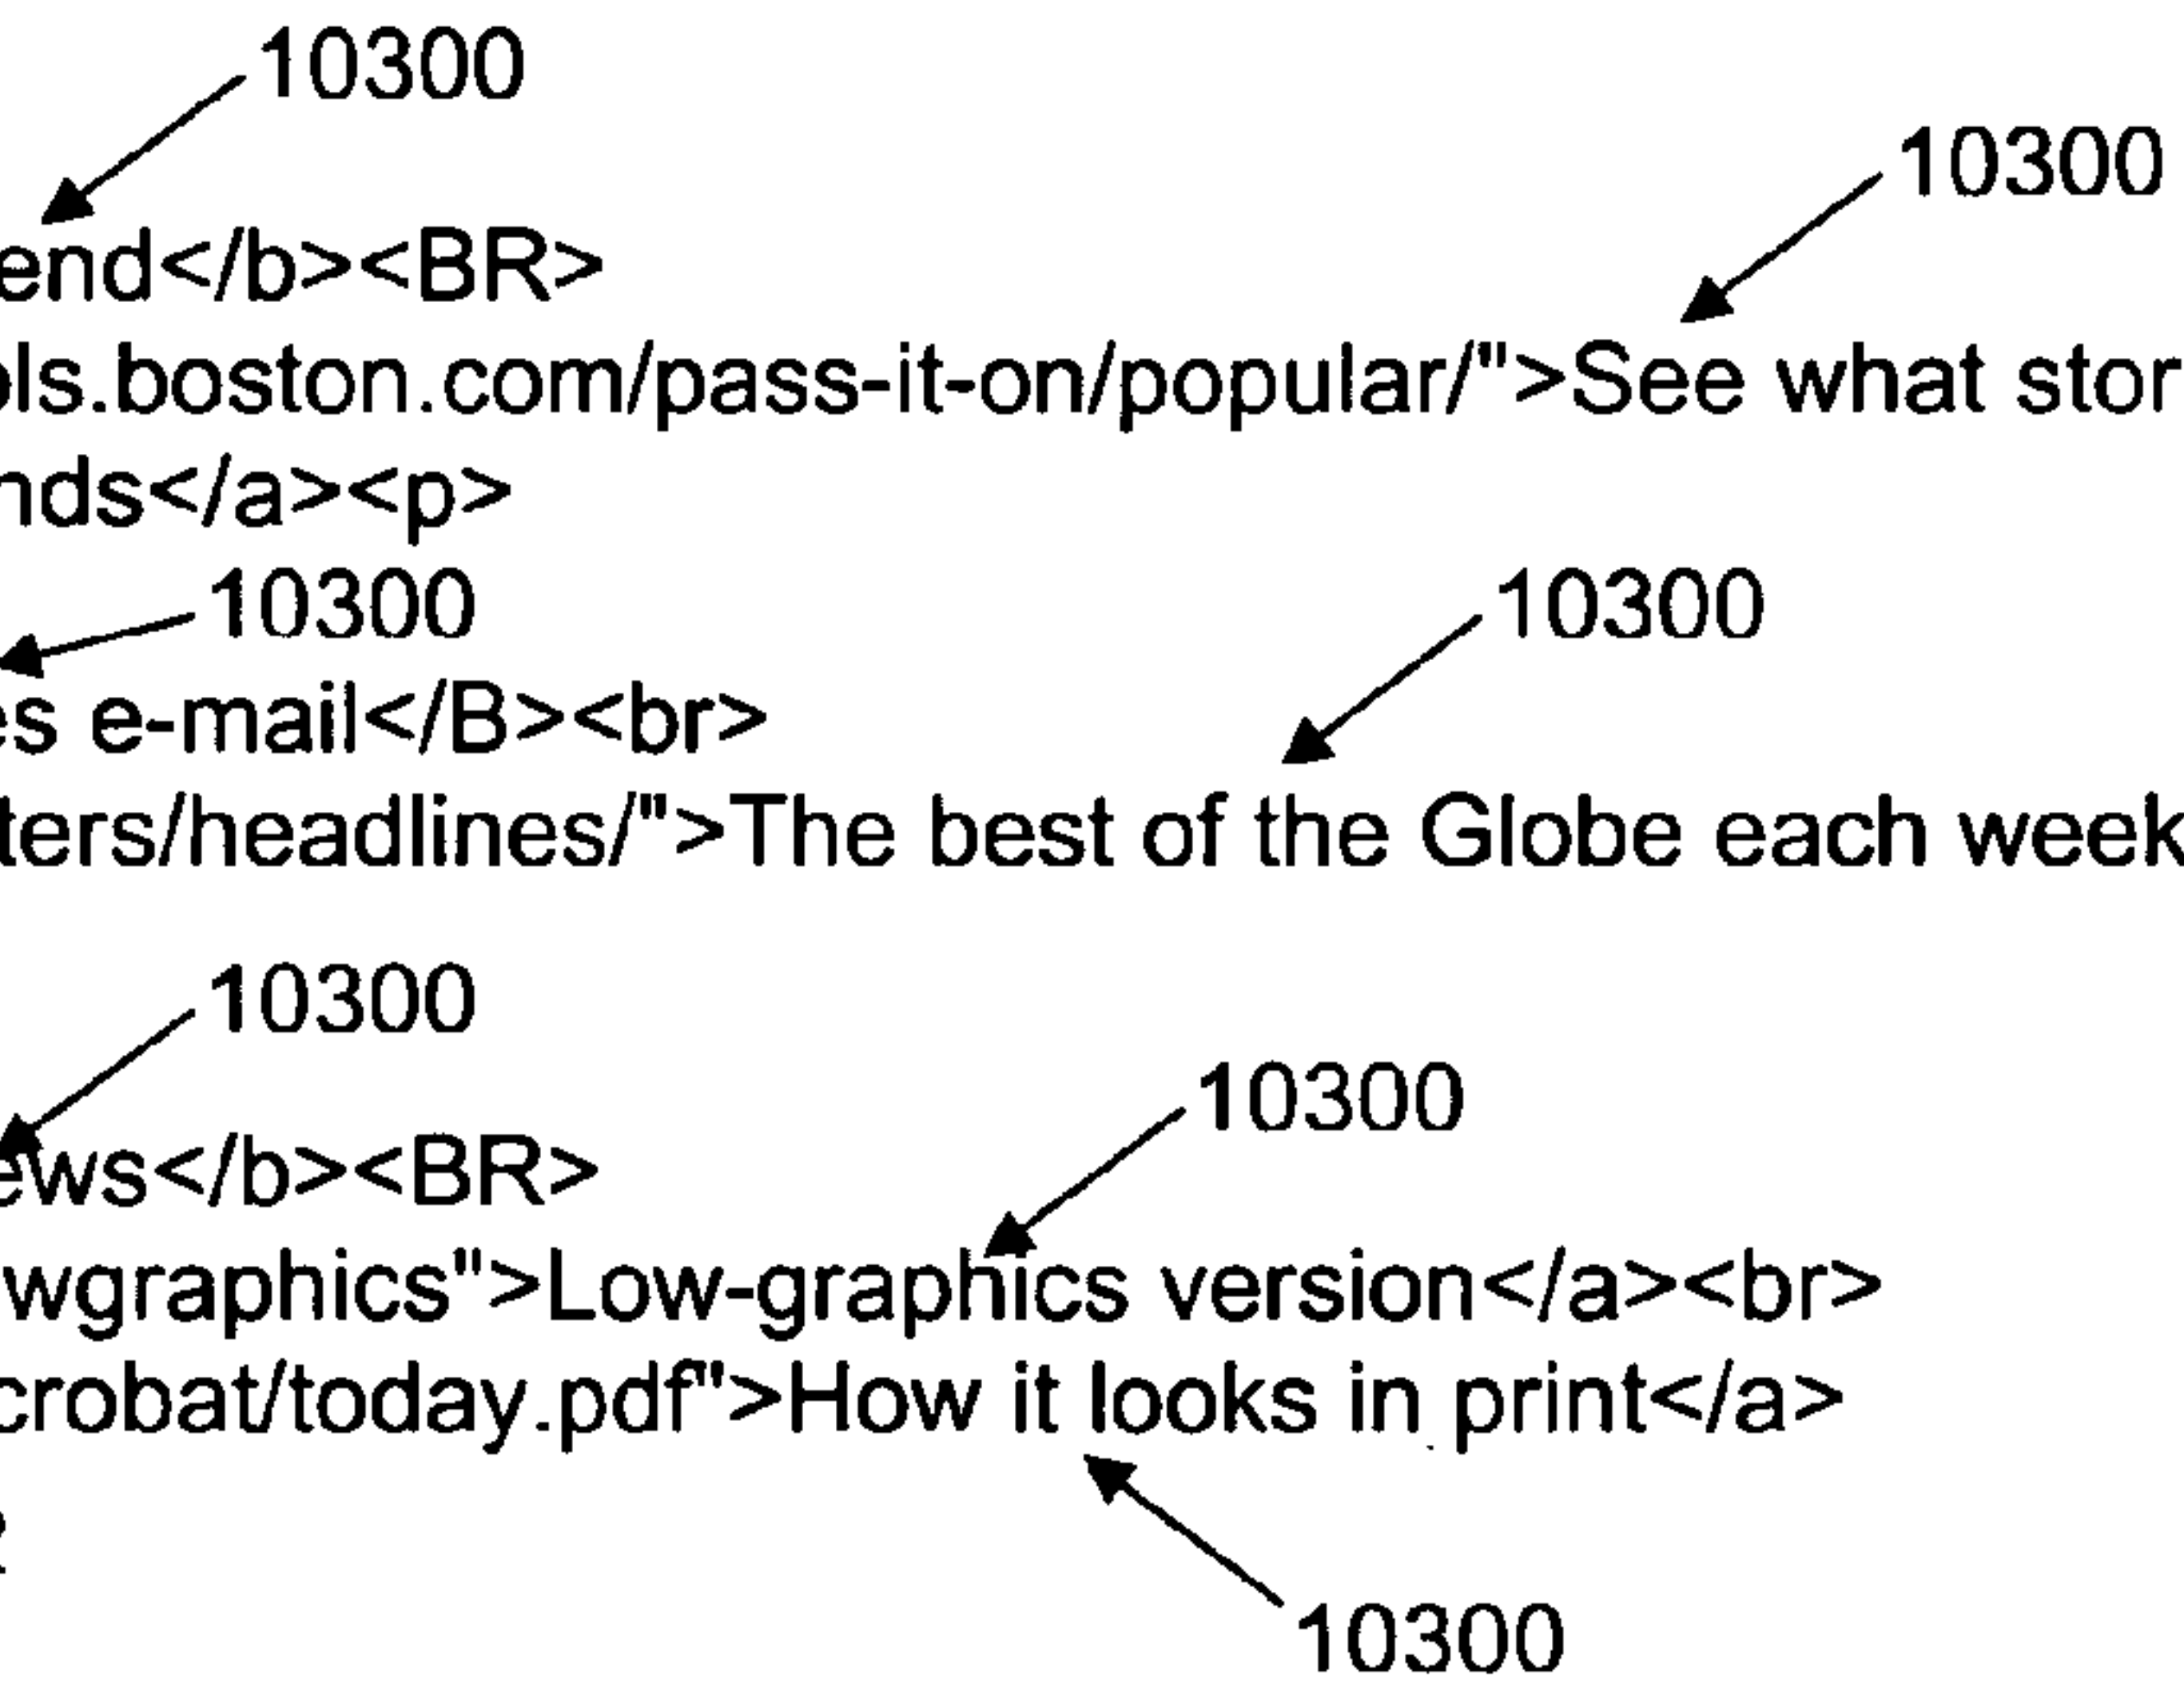 10300
10300
end</b><BR>
ls.boston.com/pass-it-on/popular/">See what stor
nds</a><p>
10300 10300
es e-mail</B><br>
ters/headlines/">The best of the Globe each week
10300
10300
ews</b><BR>
wgraphics">Low-graphics version</a><br>
crobat/today.pdf">How it looks in print</a>
10300